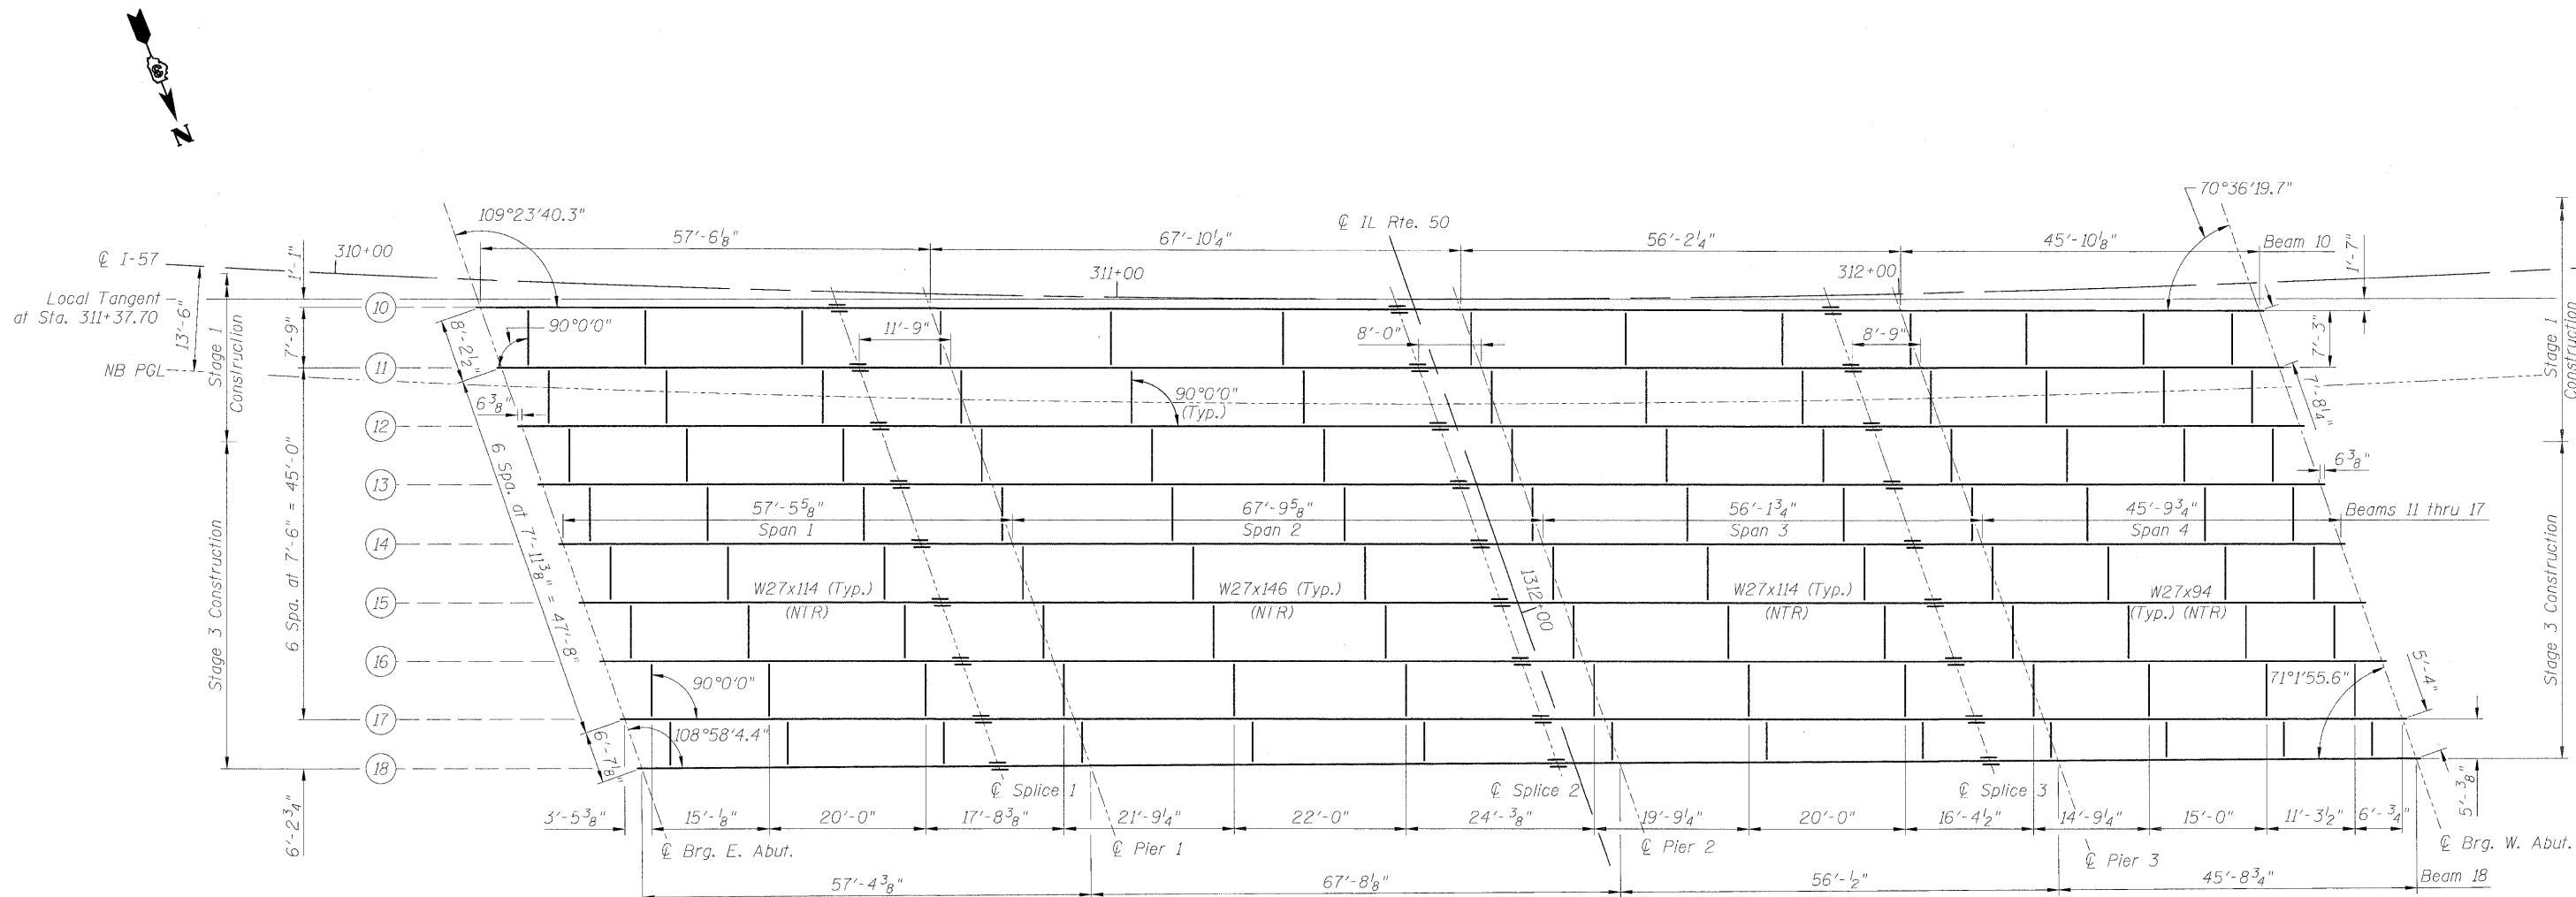 N
109°23'40.3"
70°36'19.7"
℄ IL Rte. 50
57'-6⅛"
67'-10¼"
56'-2¼"
45'-10⅛"
Beam 10
1'-7"
℄ I-57
310+00
311+00
312+00
1'-1"
Local Tangent
at Sta. 311+37.70
13'-6"
NB PGL
Stage 1
Construction
7'-9"
8'-2½"
90°0'0"
11'-9"
8'-0"
8'-9"
7'-3"
7'-8¼"
Stage 1
Construction
10
11
12
13
14
15
16
17
18
6⅜"
90°0'0"
(Typ.)
6⅜"
6 Spa. at 7'-6" = 45'-0"
6 Spa. at 7'-11⅜" = 47'-8"
Stage 3 Construction
57'-5⅝"
Span 1
67'-9⅝"
Span 2
56'-1¾"
Span 3
45'-9¾"
Span 4
Beams 11 thru 17
Stage 3 Construction
W27x114 (Typ.)
(NTR)
W27x146 (Typ.)
(NTR)
1312+00
W27x114 (Typ.)
(NTR)
W27x94
(Typ.) (NTR)
90°0'0"
108°58'4.4"
71°1'55.6"
5'-4"
5'-3⅜"
6'-7⅛"
6'-2¾"
℄ Splice 1
℄ Splice 2
℄ Splice 3
3'-5⅜"
15'-⅛"
20'-0"
17'-8⅜"
21'-9¼"
22'-0"
24'-⅜"
19'-9¼"
20'-0"
16'-4½"
14'-9¼"
15'-0"
11'-3½"
6'-¾"
℄ Brg. E. Abut.
℄ Pier 1
℄ Pier 2
℄ Pier 3
℄ Brg. W. Abut.
57'-4⅜"
67'-8⅛"
56'-½"
45'-8¾"
Beam 18